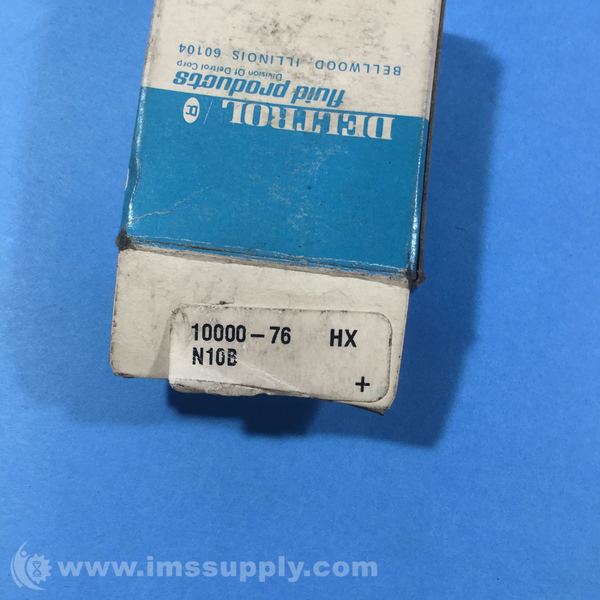 DELTROL
fluid products
Division Of Deltrol Corp
BELLWOOD, ILLINOIS 60104
10000-76 HX
N10B
+
www.imssupply.com